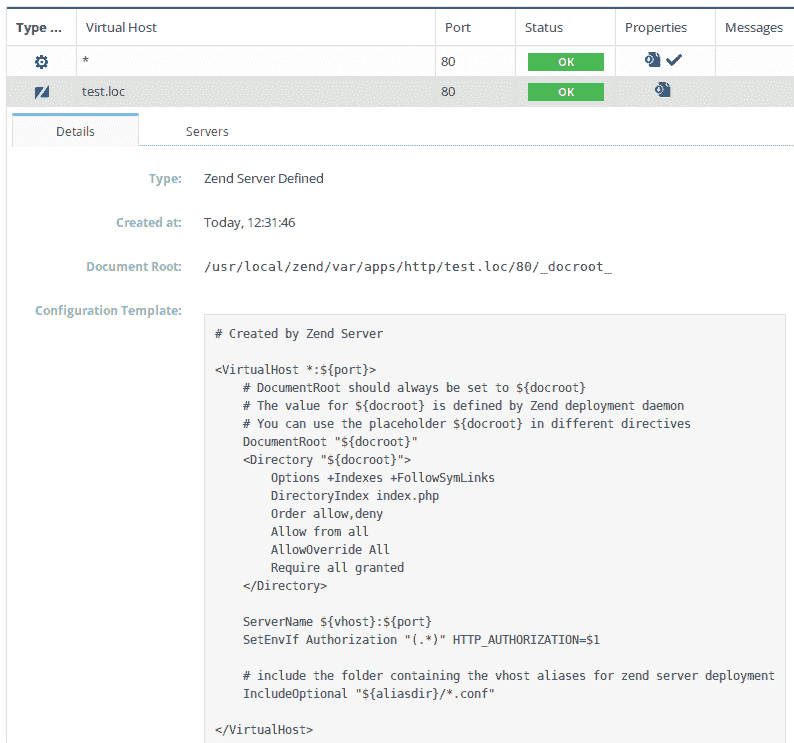 Type ... Virtual Host Port Status Properties Messages
* 80 OK
test.loc 80 OK
Details Servers
Type: Zend Server Defined
Created at: Today, 12:31:46
Document Root: /usr/local/zend/var/apps/http/test.loc/80/_docroot_
Configuration Template:
# Created by Zend Server
<VirtualHost *:${port}>
    # DocumentRoot should always be set to ${docroot}
    # The value for ${docroot} is defined by Zend deployment daemon
    # You can use the placeholder ${docroot} in different directives
    DocumentRoot "${docroot}"
    <Directory "${docroot}">
        Options +Indexes +FollowSymLinks
        DirectoryIndex index.php
        Order allow,deny
        Allow from all
        AllowOverride All
        Require all granted
    </Directory>
    ServerName ${vhost}:${port}
    SetEnvIf Authorization "(.*)" HTTP_AUTHORIZATION=$1
    # include the folder containing the vhost aliases for zend server deployment
    IncludeOptional "${aliasdir}/*.conf"
</VirtualHost>